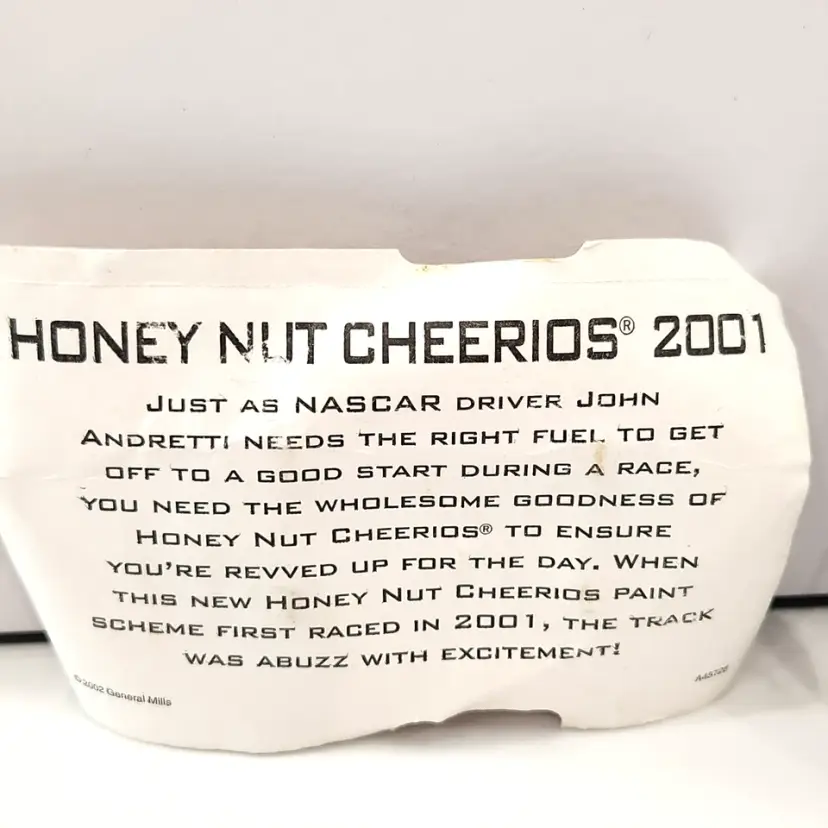 HONEY NUT CHEERIOS® 2001
JUST AS NASCAR DRIVER JOHN
ANDRETTI NEEDS THE RIGHT FUEL TO GET
OFF TO A GOOD START DURING A RACE,
YOU NEED THE WHOLESOME GOODNESS OF
HONEY NUT CHEERIOS® TO ENSURE
YOU'RE REVVED UP FOR THE DAY. WHEN
THIS NEW HONEY NUT CHEERIOS PAINT
SCHEME FIRST RACED IN 2001, THE TRACK
WAS ABUZZ WITH EXCITEMENT!
©2002 General Mills